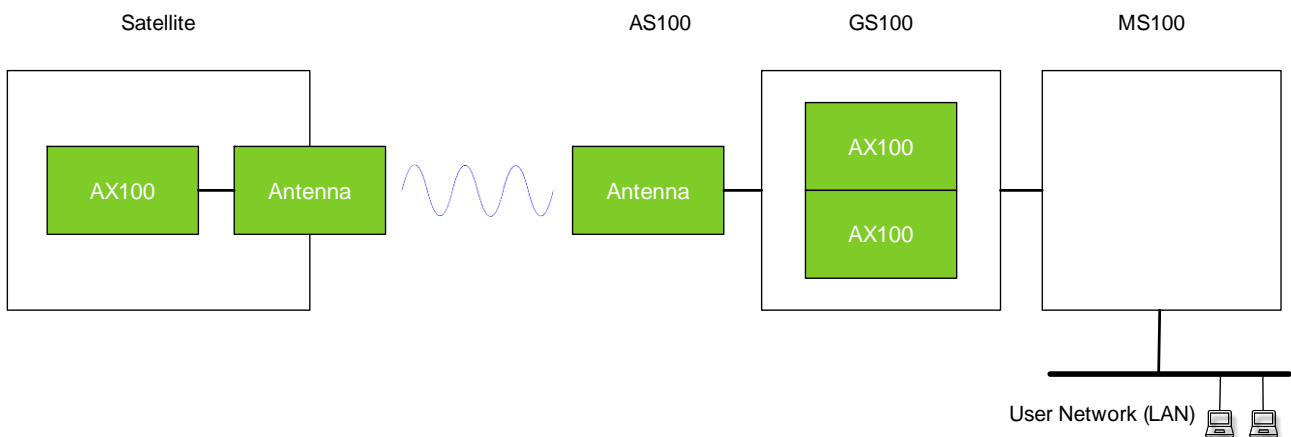 Satellite
AS100
GS100
MS100
AX100
Antenna
Antenna
AX100
AX100
User Network (LAN)